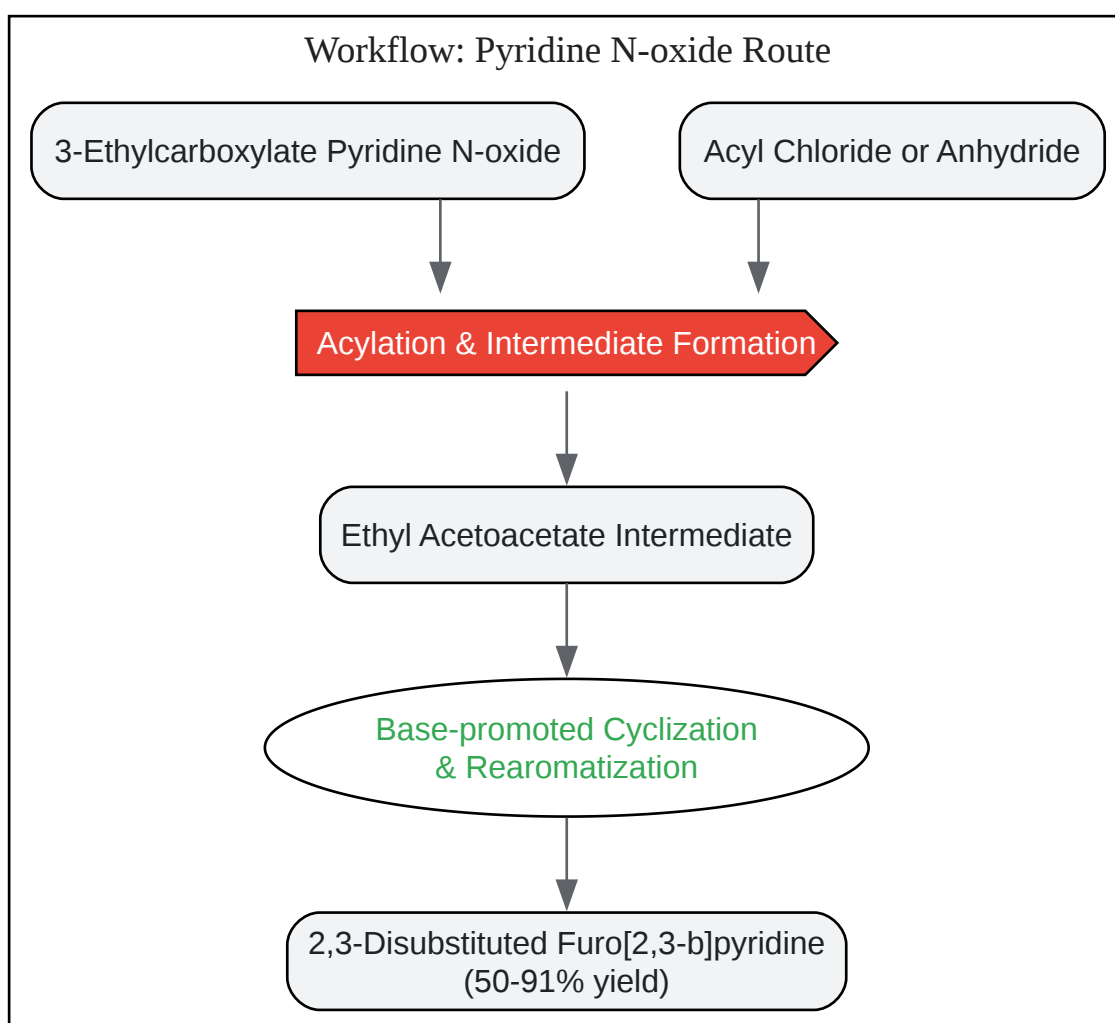 Workflow: Pyridine N-oxide Route
3-Ethylcarboxylate Pyridine N-oxide
Acyl Chloride or Anhydride
Acylation & Intermediate Formation
Ethyl Acetoacetate Intermediate
Base-promoted Cyclization
& Rearomatization
2,3-Disubstituted Furo[2,3-b]pyridine
(50-91% yield)